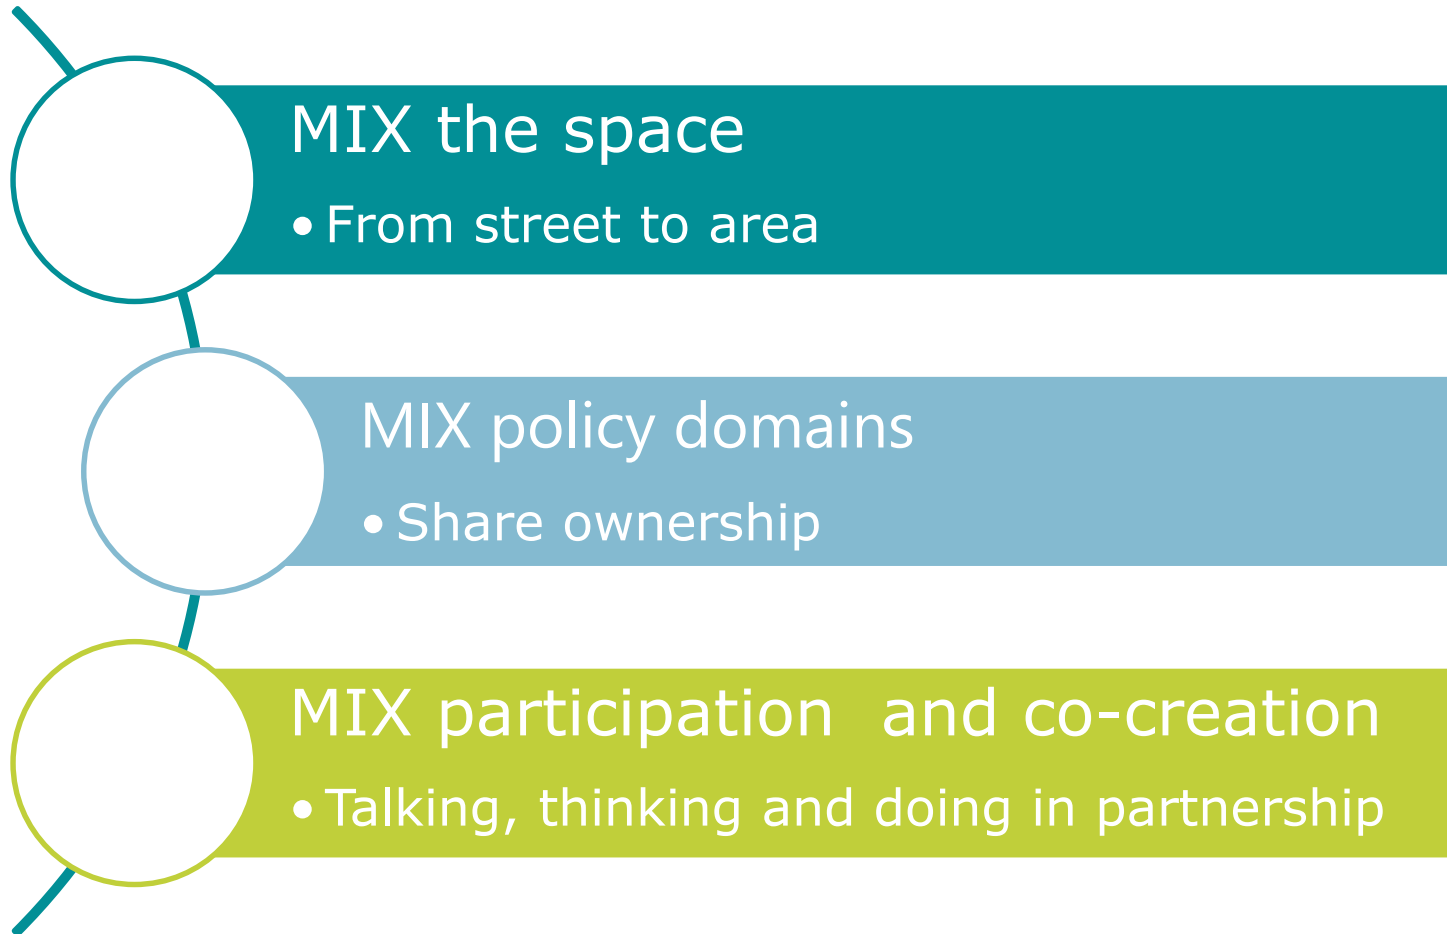 MIX the space
• From street to area
MIX policy domains
• Share ownership
MIX participation  and co-creation
• Talking, thinking and doing in partnership